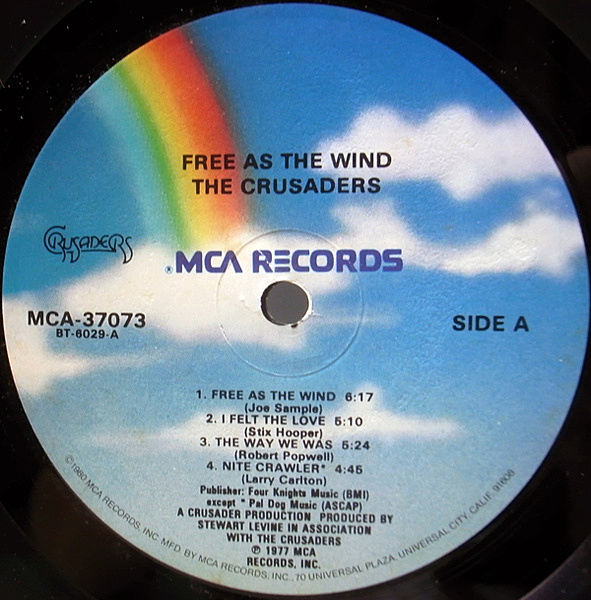 FREE AS THE WIND
THE CRUSADERS
CRUSADERS
®MCA RECORDS
MCA-37073
BT-6029-A
SIDE A
1. FREE AS THE WIND 6:17
(Joe Sample)
2. I FELT THE LOVE 5:10
(Stix Hooper)
3. THE WAY WE WAS 5:24
(Robert Popwell)
4. NITE CRAWLER* 4:45
(Larry Carlton)
Publisher: Four Knights Music (BMI)
except * Pal Dog Music (ASCAP)
A CRUSADER PRODUCTION PRODUCED BY
STEWART LEVINE IN ASSOCIATION
WITH THE CRUSADERS
℗ 1977 MCA
RECORDS, INC.
©1980 MCA RECORDS, INC. MFD. BY MCA RECORDS, INC., 70 UNIVERSAL PLAZA, UNIVERSAL CITY, CALIF. 91608